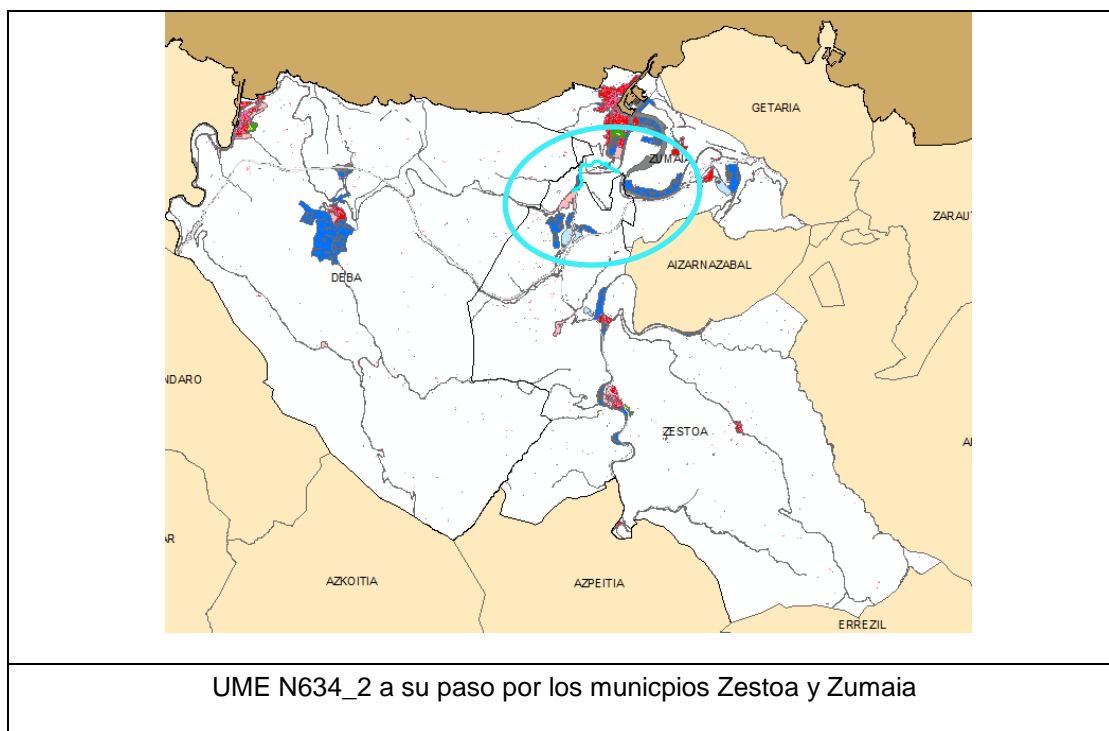 GETARIA
ZUMAIA
ZARAUT
AIZARNAZABAL
DEBA
NDARO
ZESTOA
AR
AZKOITIA
AZPEITIA
ERREZIL
UME N634_2 a su paso por los municpios Zestoa y Zumaia